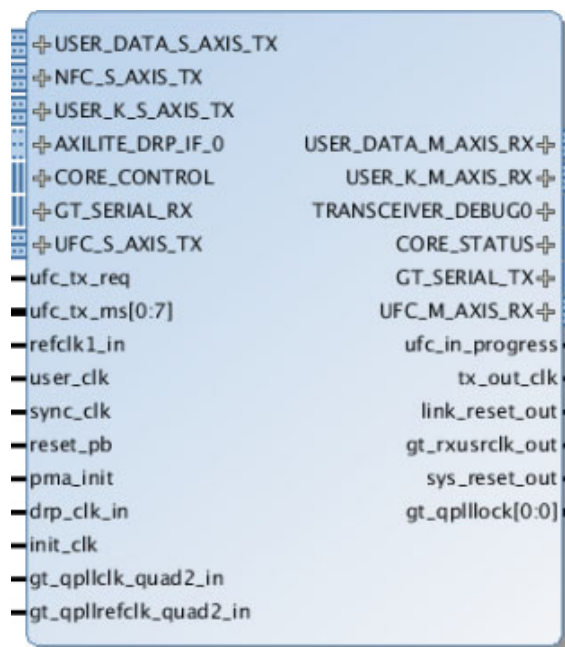 USER_DATA_S_AXIS_TX
NFC_S_AXIS_TX
USER_K_S_AXIS_TX
AXILITE_DRP_IF_0
CORE_CONTROL
GT_SERIAL_RX
UFC_S_AXIS_TX
ufc_tx_req
ufc_tx_ms[0:7]
refclk1_in
user_clk
sync_clk
reset_pb
pma_init
drp_clk_in
init_clk
gt_qpllclk_quad2_in
gt_qpllrefclk_quad2_in
USER_DATA_M_AXIS_RX
USER_K_M_AXIS_RX
TRANSCEIVER_DEBUG0
CORE_STATUS
GT_SERIAL_TX
UFC_M_AXIS_RX
ufc_in_progress
tx_out_clk
link_reset_out
gt_rxusrclk_out
sys_reset_out
gt_qplllock[0:0]